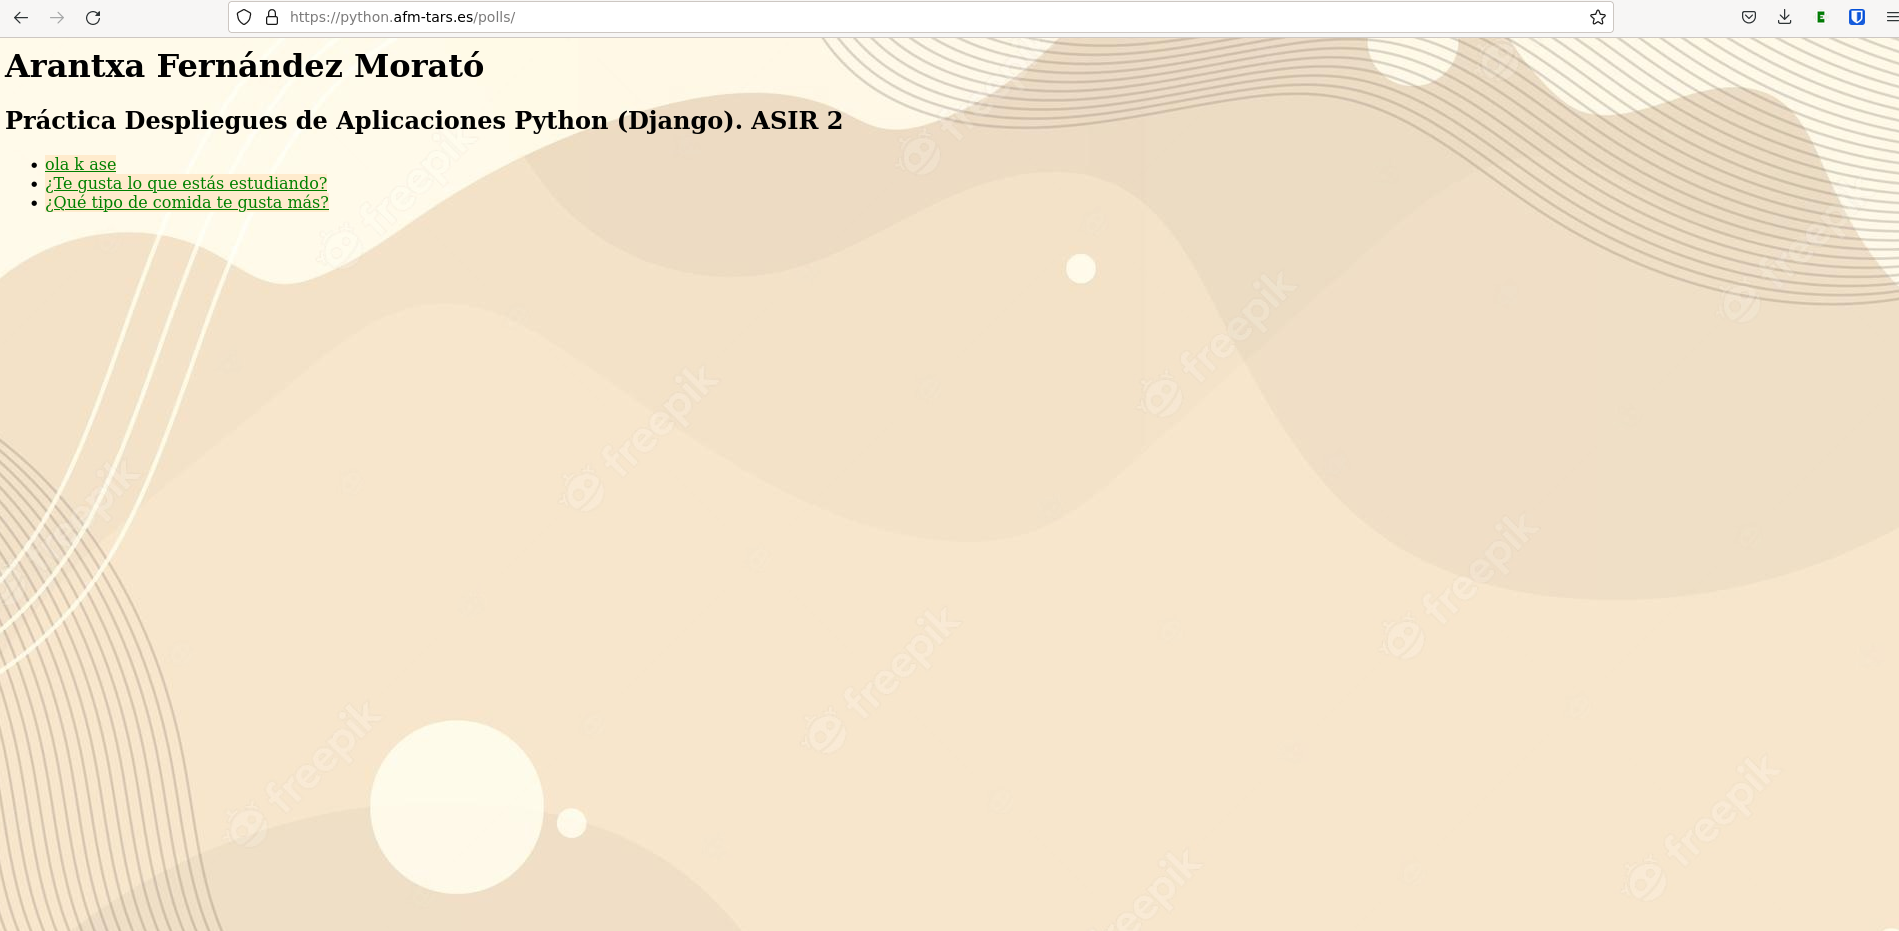 https://python.afm-tars.es/polls/
Arantxa Fernández Morató
Práctica Despliegues de Aplicaciones Python (Django). ASIR 2
ola k ase
¿Te gusta lo que estás estudiando?
¿Qué tipo de comida te gusta más?
freepik
freepik
freepik
freepik
freepik
freepik
freepik
freepik
freepik
freepik
freepik